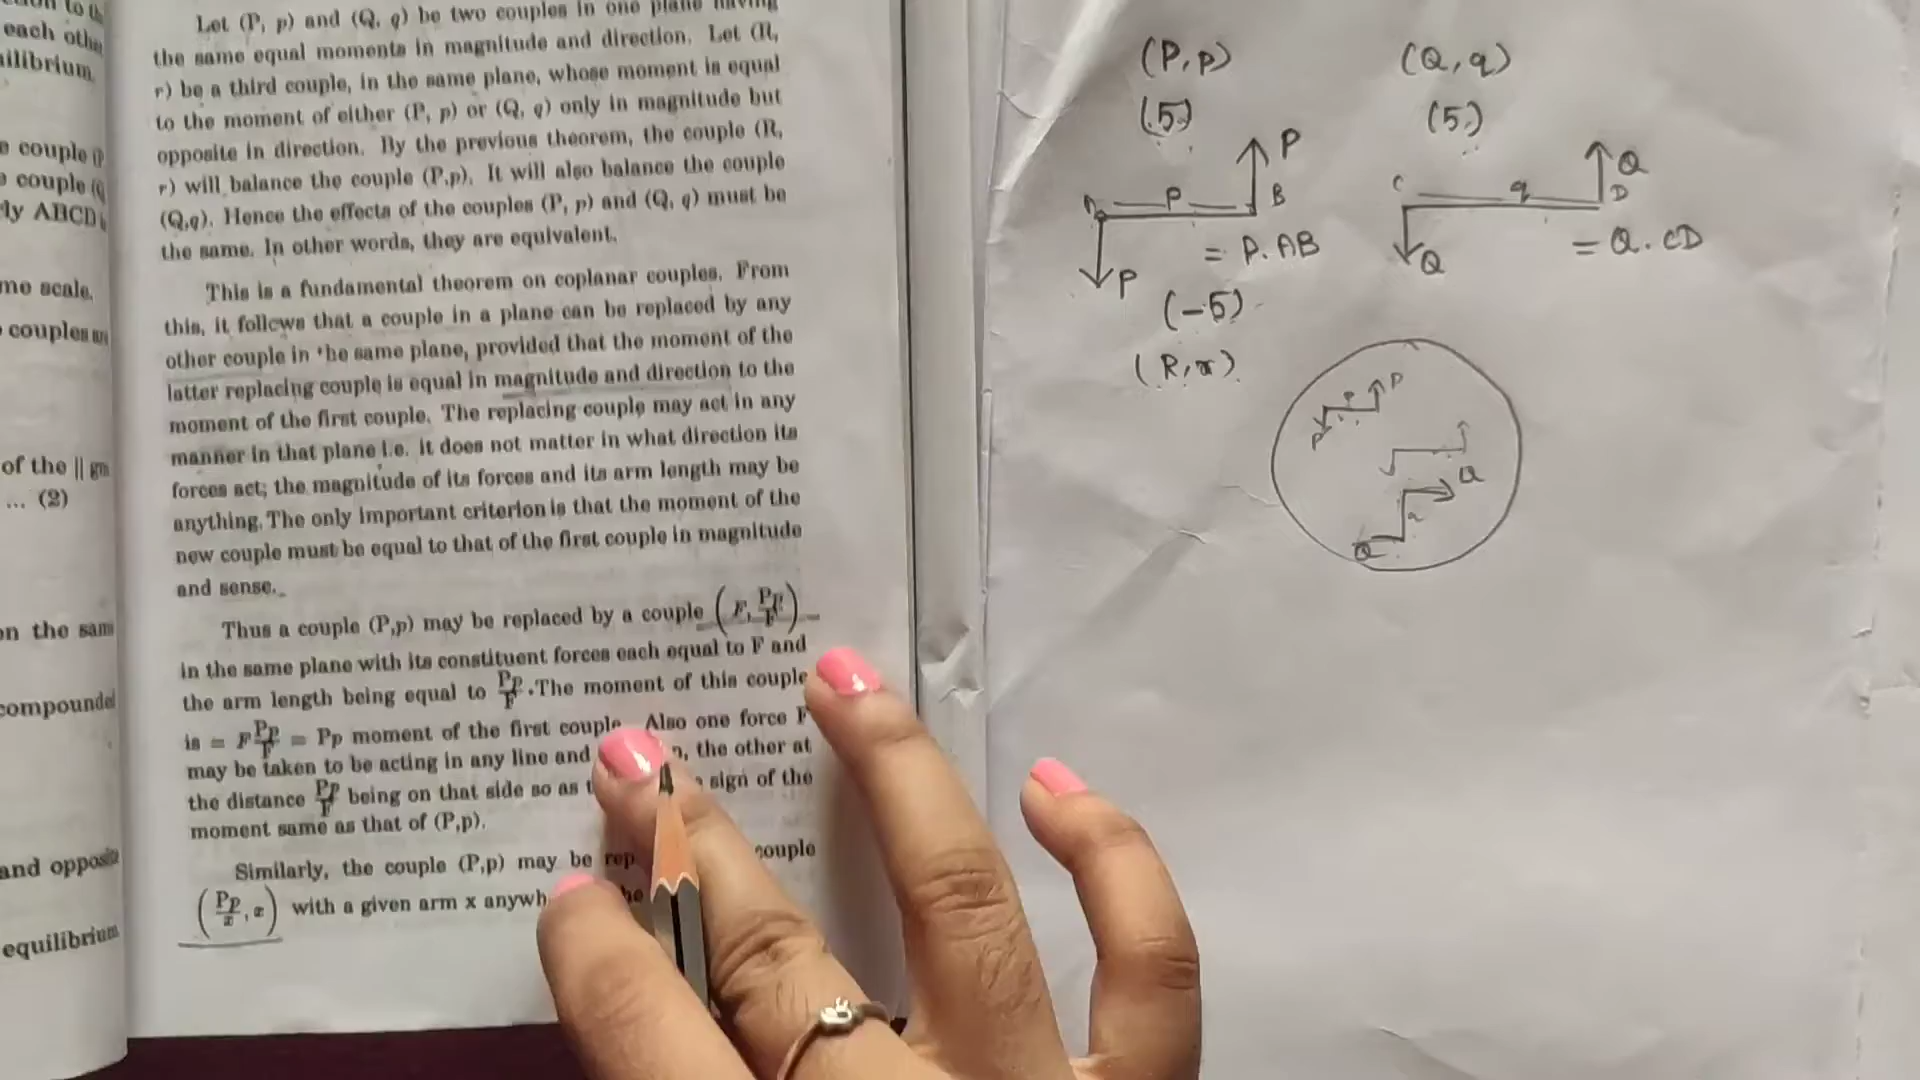 each othe
ilibrium.
e couple
couple
ly ABCD
me scale.
couples
of the || gm
... (2)
on the same
compounded
and opposite
equilibrium
Let (P, p) and (Q, q) be two couples in one plane having
the same equal moments in magnitude and direction. Let (R,
r) be a third couple, in the same plane, whose moment is equal
to the moment of either (P, p) or (Q, q) only in magnitude but
opposite in direction. By the previous theorem, the couple (R,
r) will balance the couple (P,p). It will also balance the couple
(Q,q). Hence the effects of the couples (P, p) and (Q, q) must be
the same. In other words, they are equivalent.
This is a fundamental theorem on coplanar couples. From
this, it follows that a couple in a plane can be replaced by any
other couple in 'he same plane, provided that the moment of the
latter replacing couple is equal in magnitude and direction to the
moment of the first couple. The replacing couple may act in any
manner in that plane i.e. it does not matter in what direction its
forces act; the magnitude of its forces and its arm length may be
anything. The only important criterion is that the moment of the
new couple must be equal to that of the first couple in magnitude
and sense.
Thus a couple (P,p) may be replaced by a couple (F, Pp/F)
in the same plane with its constituent forces each equal to F and
the arm length being equal to Pp/F. The moment of this couple
is = F Pp/F = Pp moment of the first couple. Also one force F
may be taken to be acting in any line and n, the other at
the distance Pp/F being on that side so as t sign of the
moment same as that of (P,p).
Similarly, the couple (P,p) may be rep couple
(Pp/x, x) with a given arm x anywh he
(P, p) (Q, q)
(5) (5)
P Q
p B C q D
= P. AB = Q. CD
P Q
(-5)
(R, r)
P P
Q
Q